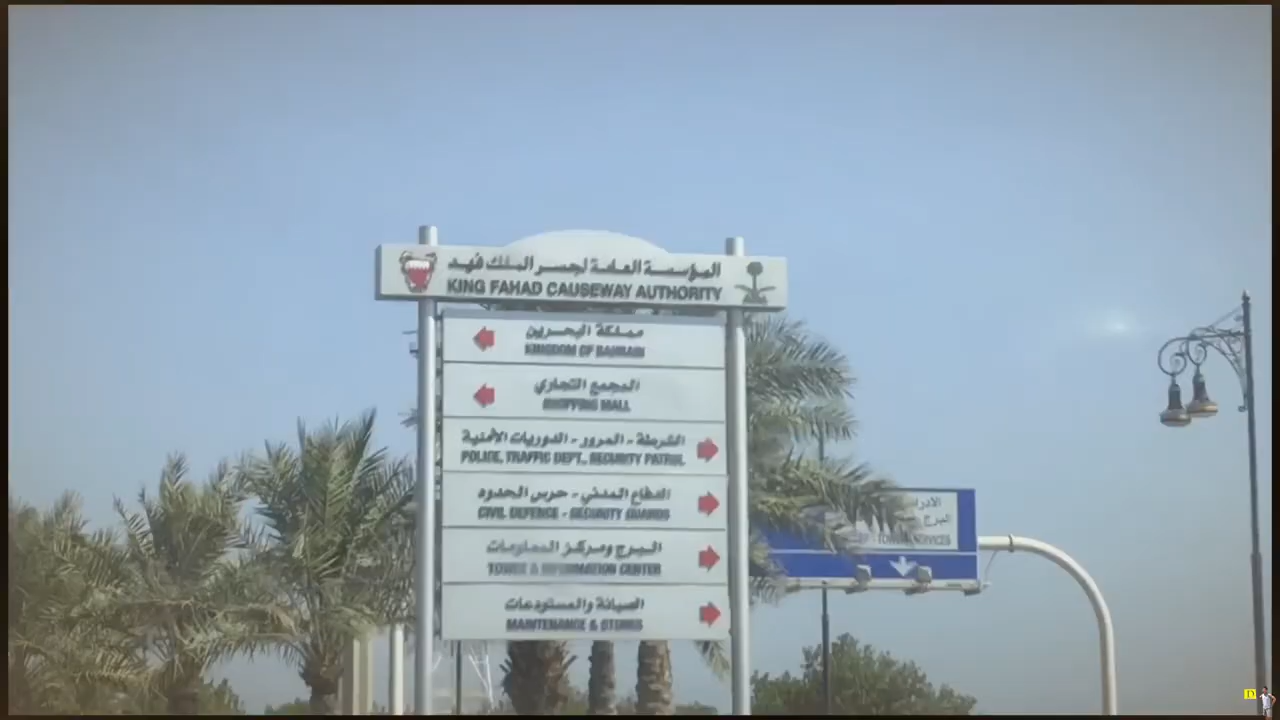 المؤسسة العامة لجسر الملك فهد
KING FAHAD CAUSEWAY AUTHORITY
مملكة البحرين
KINGDOM OF BAHRAIN
المجمع التجاري
SHOPPING MALL
الشرطة - المرور - الدوريات الأمنية
POLICE, TRAFFIC DEPT., SECURITY PATROL
الدفاع المدني - حرس الحدود
CIVIL DEFENCE - SECURITY GUARDS
البرج ومركز المعلومات
TOWER & INFORMATION CENTER
الصيانة والمستودعات
MAINTENANCE & STORES
البرج
SERVICES
D